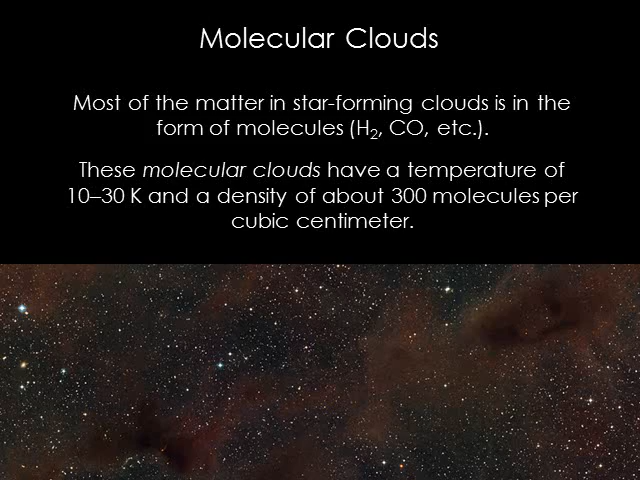 Molecular Clouds
Most of the matter in star-forming clouds is in the
form of molecules (H₂, CO, etc.).
These molecular clouds have a temperature of
10–30 K and a density of about 300 molecules per
cubic centimeter.